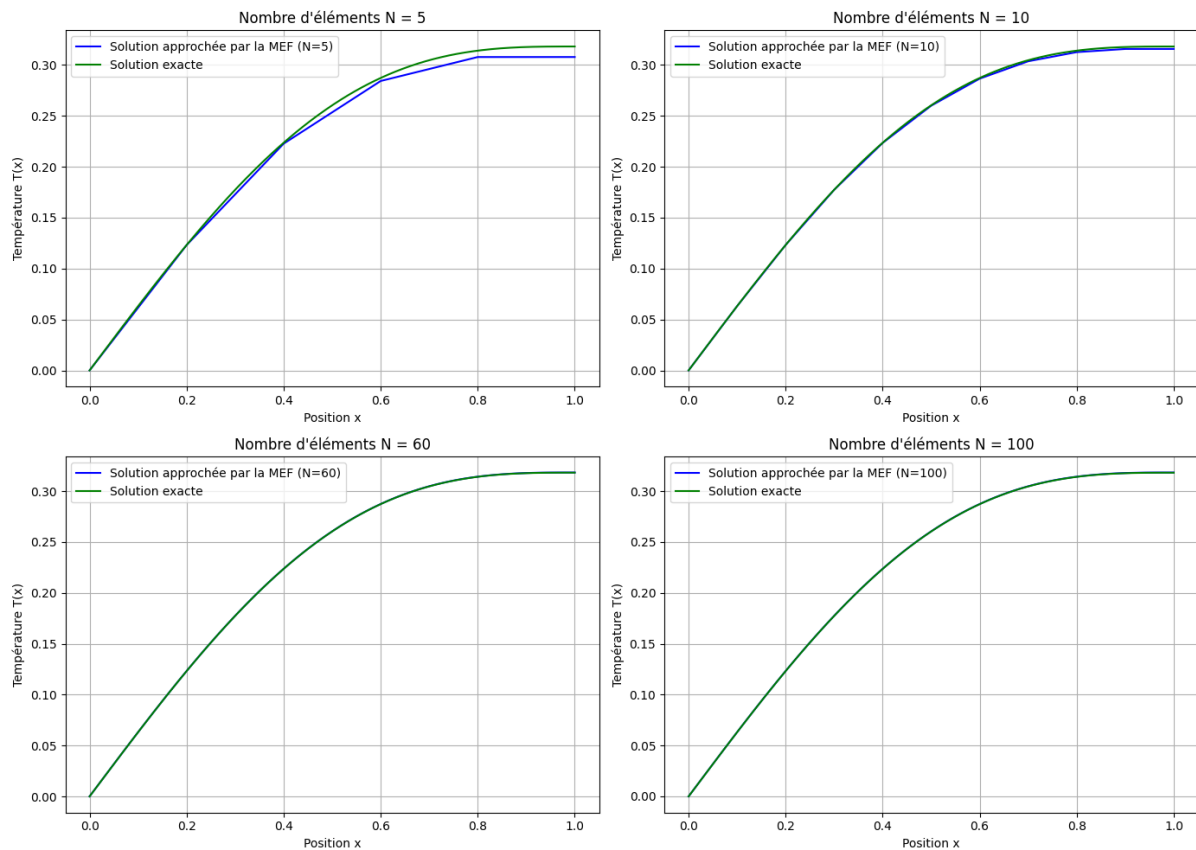 Nombre d'éléments N = 5
Solution approchée par la MEF (N=5)
Solution exacte
0.30
0.25
0.20
0.15
0.10
0.05
0.00
Température T(x)
0.0 0.2 0.4 0.6 0.8 1.0
Position x
Nombre d'éléments N = 10
Solution approchée par la MEF (N=10)
Solution exacte
0.30
0.25
0.20
0.15
0.10
0.05
0.00
Température T(x)
0.0 0.2 0.4 0.6 0.8 1.0
Position x
Nombre d'éléments N = 60
Solution approchée par la MEF (N=60)
Solution exacte
0.30
0.25
0.20
0.15
0.10
0.05
0.00
Température T(x)
0.0 0.2 0.4 0.6 0.8 1.0
Position x
Nombre d'éléments N = 100
Solution approchée par la MEF (N=100)
Solution exacte
0.30
0.25
0.20
0.15
0.10
0.05
0.00
Température T(x)
0.0 0.2 0.4 0.6 0.8 1.0
Position x